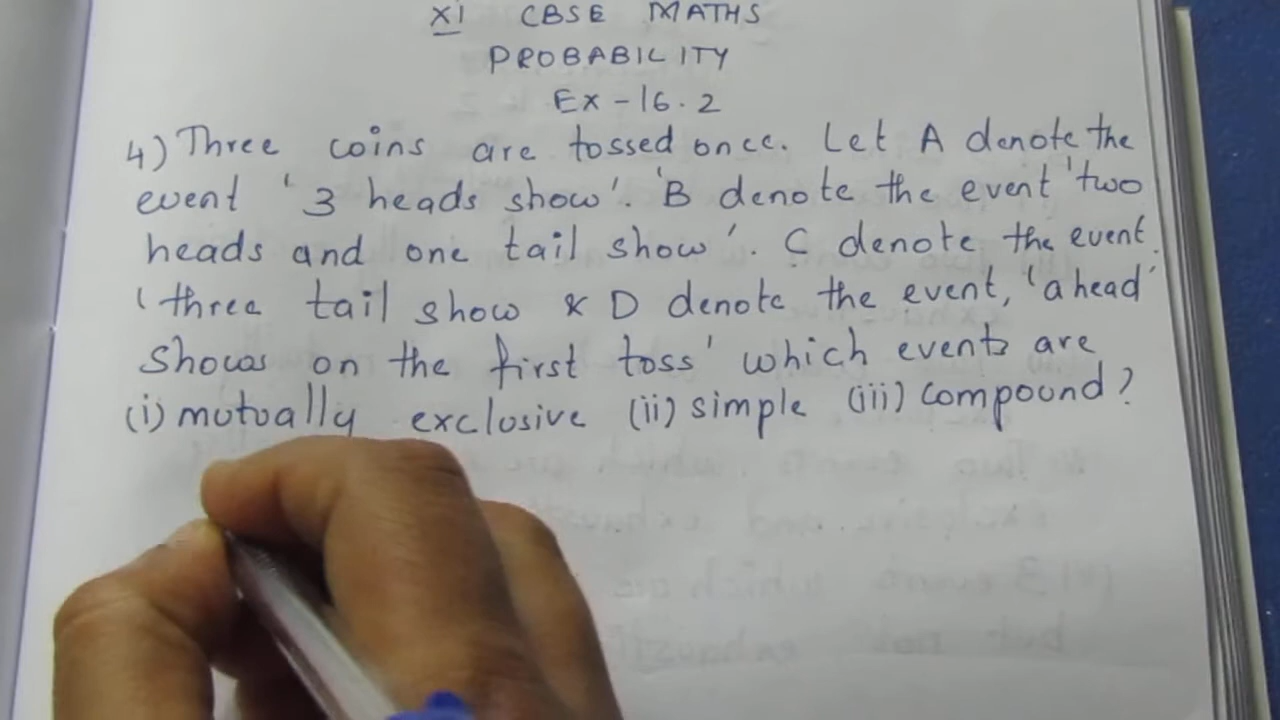 XI CBSE MATHS
PROBABILITY
Ex - 16.2
4) Three coins are tossed once. Let A denote the
event '3 heads show'. 'B denote the event 'two
heads and one tail show'. C denote the event
'three tail show & D denote the event, 'a head'
shows on the first toss' which events are
(i) mutually exclusive (ii) simple (iii) compound?